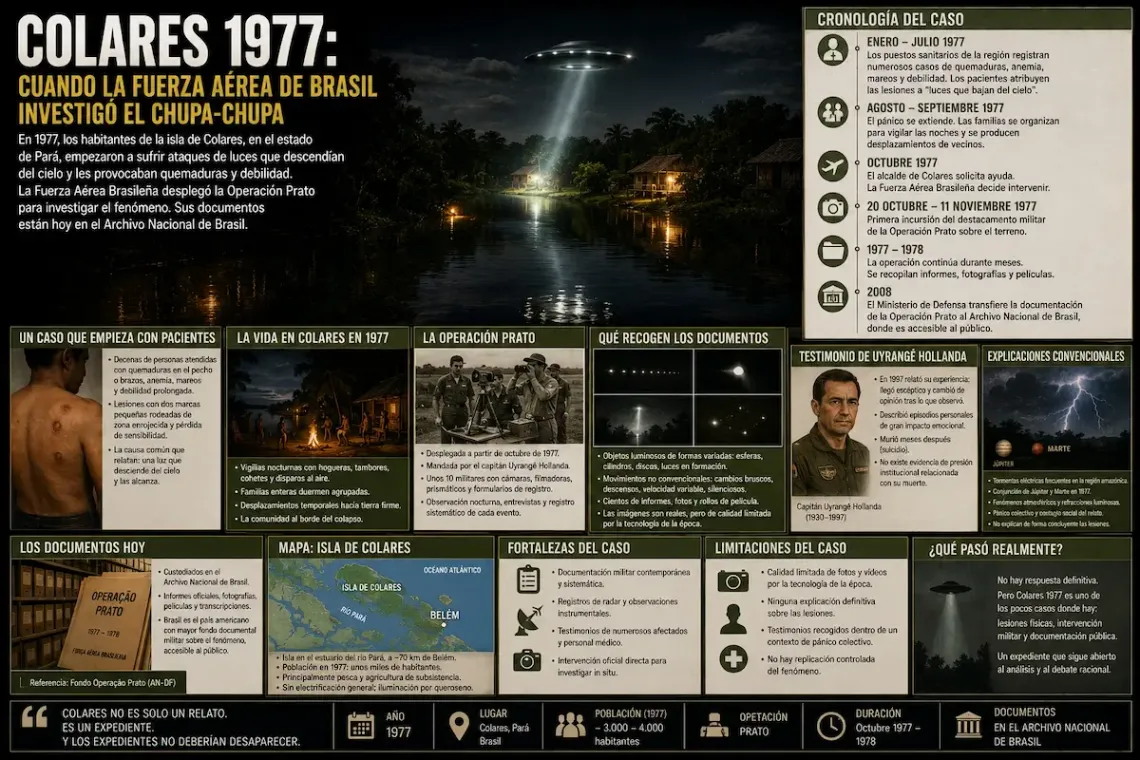 COLARES 1977:
CUANDO LA FUERZA AÉREA DE BRASIL
INVESTIGÓ EL CHUPA-CHUPA
En 1977, los habitantes de la isla de Colares, en el estado
de Pará, empezaron a sufrir ataques de luces que descendían
del cielo y les provocaban quemaduras y debilidad.
La Fuerza Aérea Brasileña desplegó la Operación Prato
para investigar el fenómeno. Sus documentos
están hoy en el Archivo Nacional de Brasil.
CRONOLOGÍA DEL CASO
ENERO – JULIO 1977
Los puestos sanitarios de la región registran
numerosos casos de quemaduras, anemia,
mareos y debilidad. Los pacientes atribuyen
las lesiones a "luces que bajan del cielo".
AGOSTO – SEPTIEMBRE 1977
El pánico se extiende. Las familias se organizan
para vigilar las noches y se producen
desplazamientos de vecinos.
OCTUBRE 1977
El alcalde de Colares solicita ayuda.
La Fuerza Aérea Brasileña decide intervenir.
20 OCTUBRE – 11 NOVIEMBRE 1977
Primera incursión del destacamento militar
de la Operación Prato sobre el terreno.
1977 – 1978
La operación continúa durante meses.
Se recopilan informes, fotografías y películas.
2008
El Ministerio de Defensa transfiere la documentación
de la Operación Prato al Archivo Nacional de Brasil,
donde es accesible al público.
UN CASO QUE EMPIEZA CON PACIENTES
• Decenas de personas atendidas
con quemaduras en el pecho
o brazos, anemia, mareos
y debilidad prolongada.
• Lesiones con dos marcas
pequeñas rodeadas de
zona enrojecida y pérdida
de sensibilidad.
• La causa común que
relatan: una luz que
desciende del cielo
y las alcanza.
LA VIDA EN COLARES EN 1977
• Vigilias nocturnas con hogueras, tambores,
cohetes y disparos al aire.
• Familias enteras duermen agrupadas.
• Desplazamientos temporales hacia tierra firme.
• La comunidad al borde del colapso.
LA OPERACIÓN PRATO
• Desplegada a partir de octubre de 1977.
• Mandada por el capitán Uyrangé Hollanda.
• Unos 10 militares con cámaras, filmadoras,
prismáticos y formularios de registro.
• Observación nocturna, entrevistas y registro
sistemático de cada evento.
QUÉ RECOGEN LOS DOCUMENTOS
• Objetos luminosos de formas variadas: esferas,
cilindros, discos, luces en formación.
• Movimientos no convencionales: cambios bruscos,
descensos, velocidad variable, silenciosos.
• Cientos de informes, fotos y rollos de película.
• Las imágenes son reales, pero de calidad limitada
por la tecnología de la época.
TESTIMONIO DE UYRANGÉ HOLLANDA
• En 1997 relató su experiencia;
llegó escéptico y cambió de
opinión tras lo que observó.
• Describió episodios personales
de gran impacto emocional.
• Murió meses después
(suicidio).
• No existe evidencia de presión
institucional relacionada
con su muerte.
Capitán Uyrangé Hollanda
(1930–1997)
EXPLICACIONES CONVENCIONALES
JÚPITER
MARTE
• Tormentas eléctricas frecuentes en la región amazónica.
• Conjunción de Júpiter y Marte en 1977.
• Fenómenos atmosféricos y refracciones luminosas.
• Pánico colectivo y contagio social del relato.
• No explican de forma concluyente las lesiones.
LOS DOCUMENTOS HOY
OPERAÇÃO
PRATO
1977 – 1978
FORÇA AÉREA BRASILEIRA
• Custodiados en el
Archivo Nacional de Brasil.
• Informes oficiales, fotografías,
películas y transcripciones.
• Brasil es el país americano
con mayor fondo documental
militar sobre el fenómeno,
accesible al público.
Referencia: Fondo Operação Prato (AN-DF)
MAPA: ISLA DE COLARES
OCÉANO ATLÁNTICO
ISLA DE COLARES
RÍO PARÁ
BELÉM
• Isla en el estuario del río Pará, a ~70 km de Belém.
• Población en 1977: unos miles de habitantes.
• Principalmente pesca y agricultura de subsistencia.
• Sin electrificación general; iluminación por queroseno.
FORTALEZAS DEL CASO
• Documentación militar contemporánea
y sistemática.
• Registros de radar y observaciones
instrumentales.
• Testimonios de numerosos afectados
y personal médico.
• Intervención oficial directa para
investigar in situ.
LIMITACIONES DEL CASO
• Calidad limitada de fotos y vídeos
por la tecnología de la época.
• Ninguna explicación definitiva
sobre las lesiones.
• Testimonios recogidos dentro de un
contexto de pánico colectivo.
• No hay replicación controlada
del fenómeno.
¿QUÉ PASÓ REALMENTE?
No hay respuesta definitiva.
Pero Colares 1977 es uno de
los pocos casos donde hay:
lesiones físicas, intervención
militar y documentación pública.
Un expediente que sigue abierto
al análisis y al debate racional.
COLARES NO ES SOLO UN RELATO.
ES UN EXPEDIENTE.
Y LOS EXPEDIENTES NO DEBERÍAN DESAPARECER.
AÑO
1977
LUGAR
Colares, Pará
Brasil
POBLACIÓN (1977)
~ 3.000 – 4.000
habitantes
OPETACIÓN
PRATO
DURACIÓN
Octubre 1977 –
1978
DOCUMENTOS
EN EL ARCHIVO NACIONAL
DE BRASIL